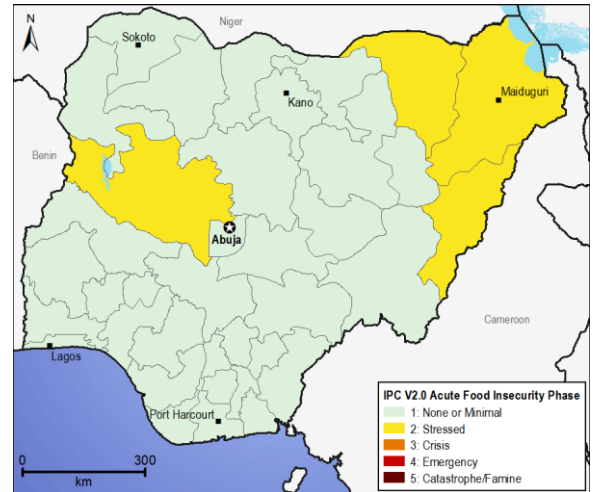 N
Niger
Sokoto
Kano
Maiduguri
Benin
Abuja
Cameroon
Lagos
Port Harcourt
0 300
km
IPC V2.0 Acute Food Insecurity Phase
1: None or Minimal
2: Stressed
3: Crisis
4: Emergency
5: Catastrophe/Famine